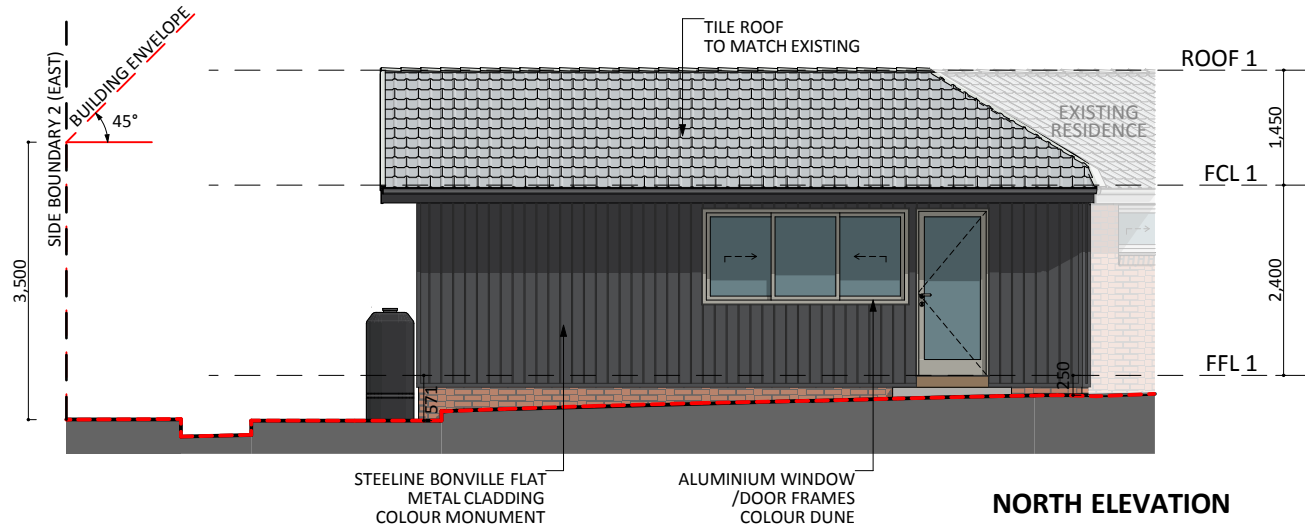 SIDE BOUNDARY 2 (EAST)
BUILDING ENVELOPE
45°
3,500
TILE ROOF
TO MATCH EXISTING
ROOF 1
EXISTING
RESIDENCE
1,450
FCL 1
2,400
FFL 1
571
250
STEELINE BONVILLE FLAT
METAL CLADDING
COLOUR MONUMENT
ALUMINIUM WINDOW
/DOOR FRAMES
COLOUR DUNE
NORTH ELEVATION